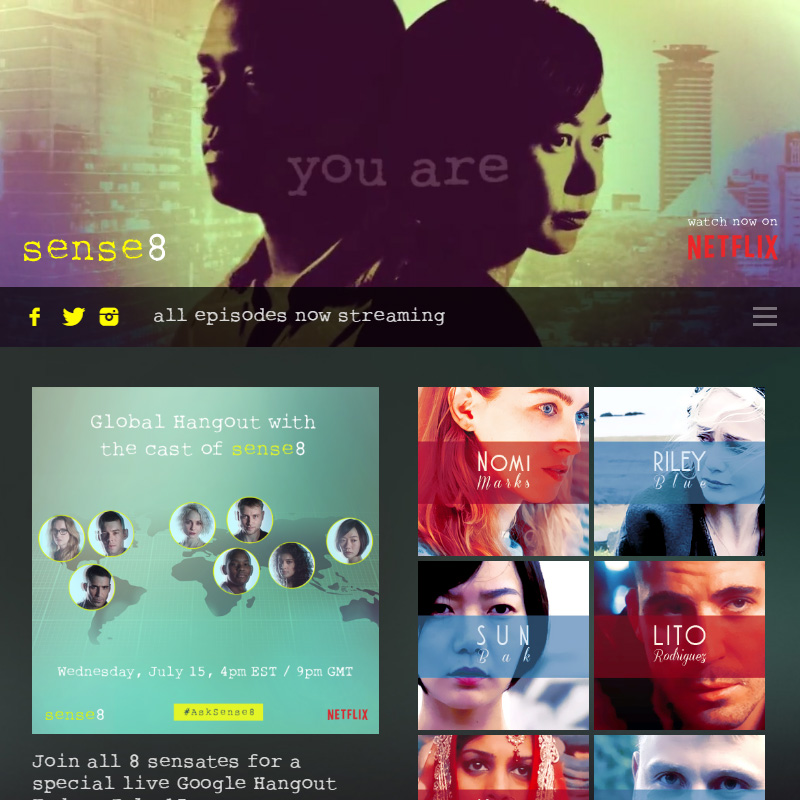 you are
sense8
watch now on
NETFLIX
all episodes now streaming
Global Hangout with
the cast of sense8
Wednesday, July 15, 4pm EST / 9pm GMT
sense8
#AskSense8
NETFLIX
Join all 8 sensates for a
special live Google Hangout
NOMI
Marks
RILEY
Blue
SUN
Bak
LITO
Rodriguez